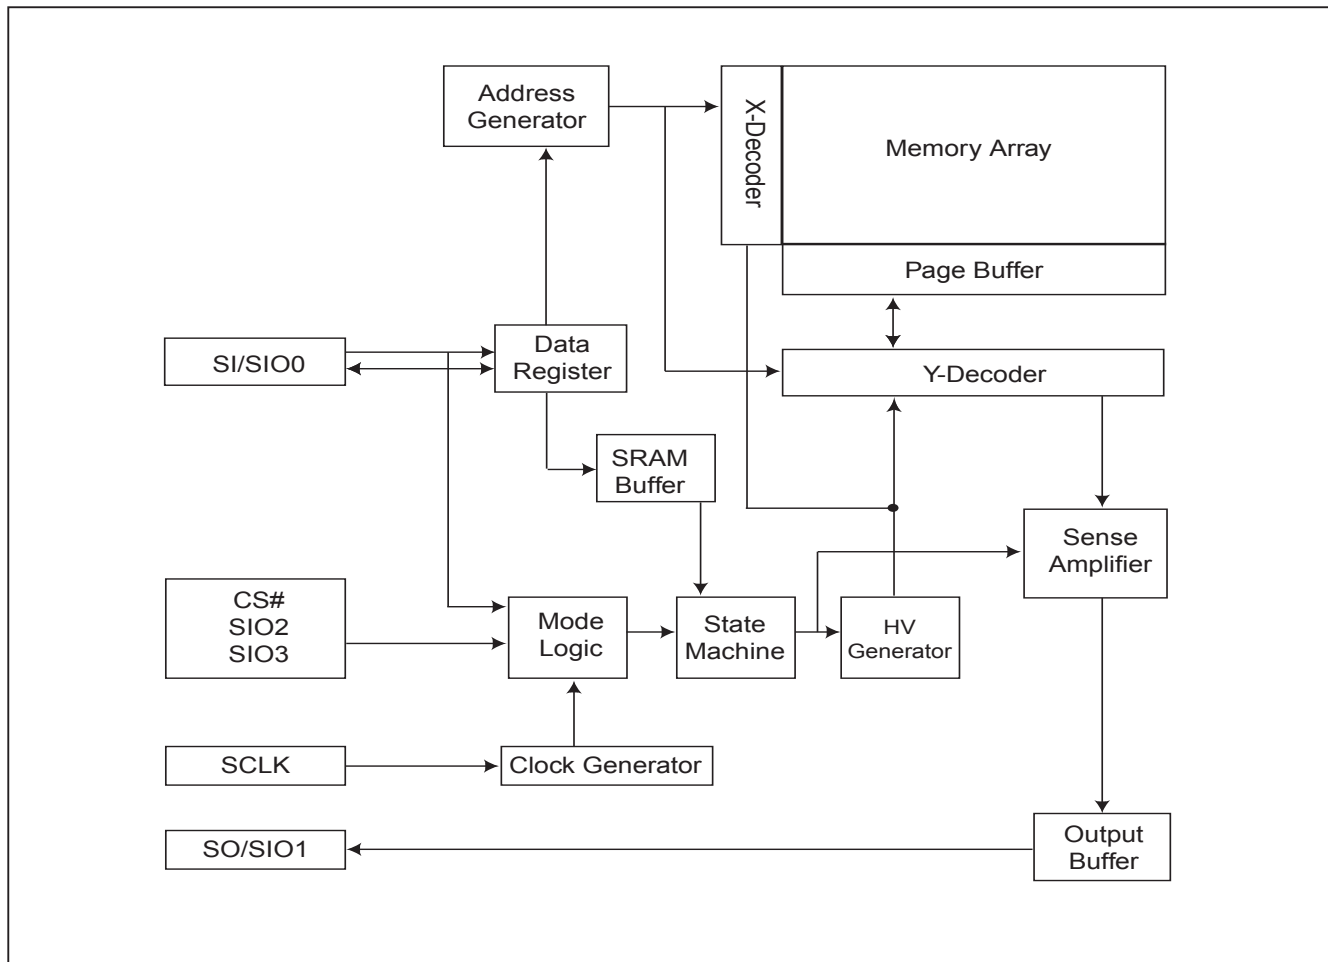 Address
Generator
X-Decoder
Memory Array
Page Buffer
SI/SIO0
Data
Register
Y-Decoder
SRAM
Buffer
Sense
Amplifier
CS#
SIO2
SIO3
Mode
Logic
State
Machine
HV
Generator
SCLK
Clock Generator
SO/SIO1
Output
Buffer